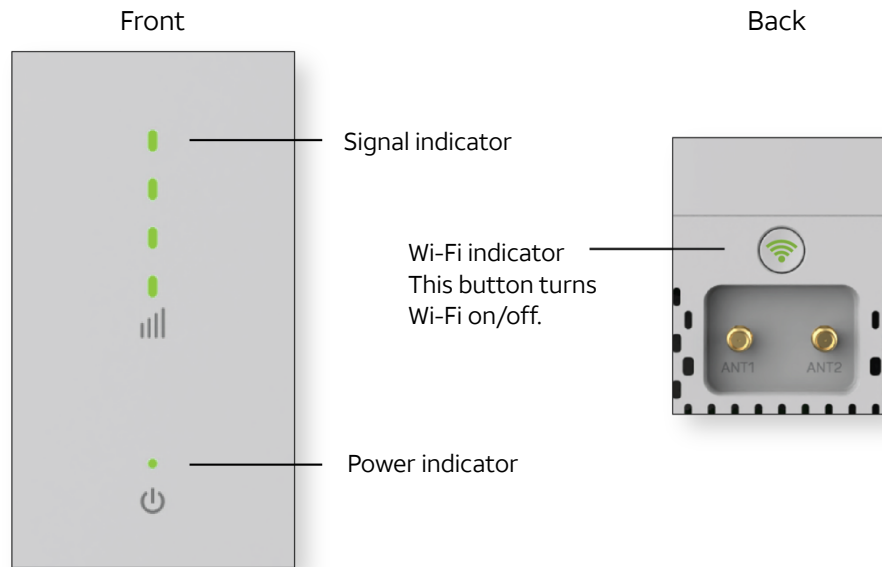 Front
Back
Signal indicator
Wi-Fi indicator
This button turns
Wi-Fi on/off.
ANT1
ANT2
Power indicator